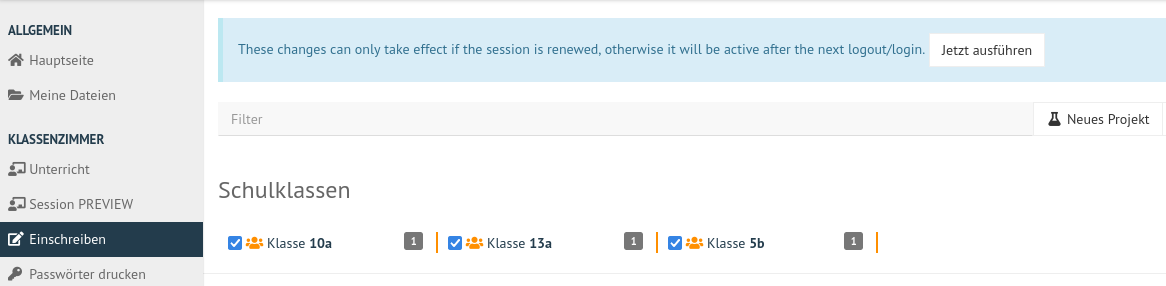 ALLGEMEIN
Hauptseite
Meine Dateien
KLASSENZIMMER
Unterricht
Session PREVIEW
Einschreiben
Passwörter drucken
These changes can only take effect if the session is renewed, otherwise it will be active after the next logout/login. Jetzt ausführen
Filter
Neues Projekt
Schulklassen
Klasse 10a 1
Klasse 13a 1
Klasse 5b 1